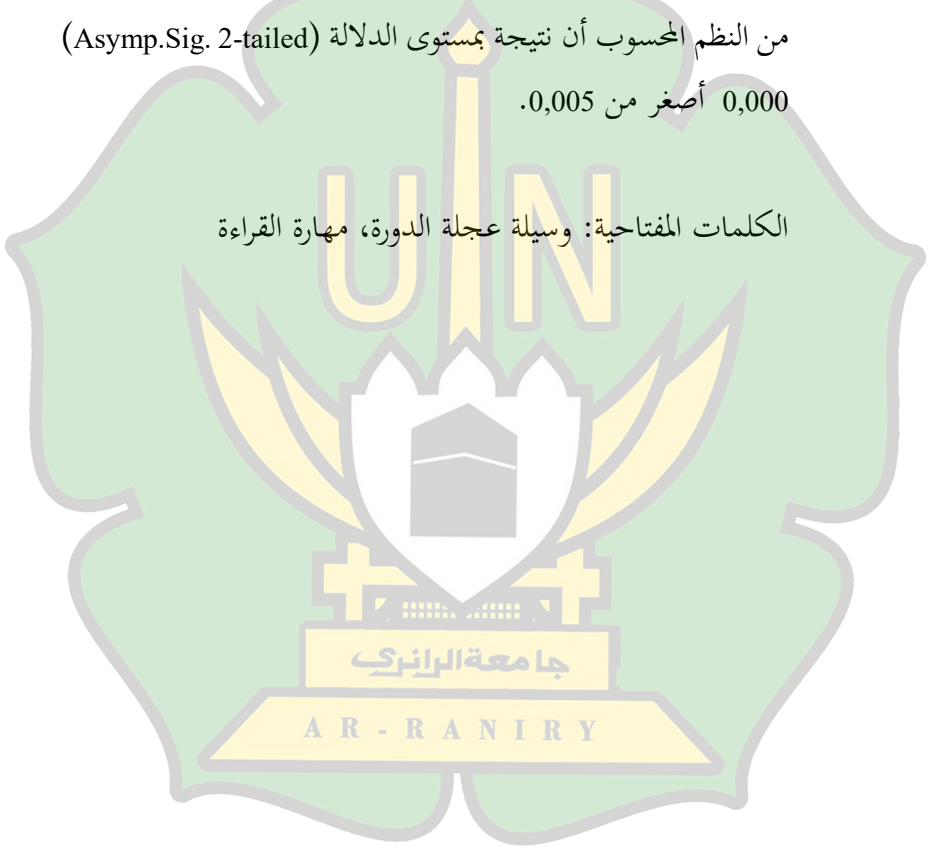 من النظم المحسوب أن نتيجة بمستوى الدلالة (Asymp.Sig. 2-tailed)
0,000 أصغر من 0,005.
الكلمات المفتاحية: وسيلة عجلة الدورة، مهارة القراءة
UIN
جامعة الرانري
AR-RANIRY